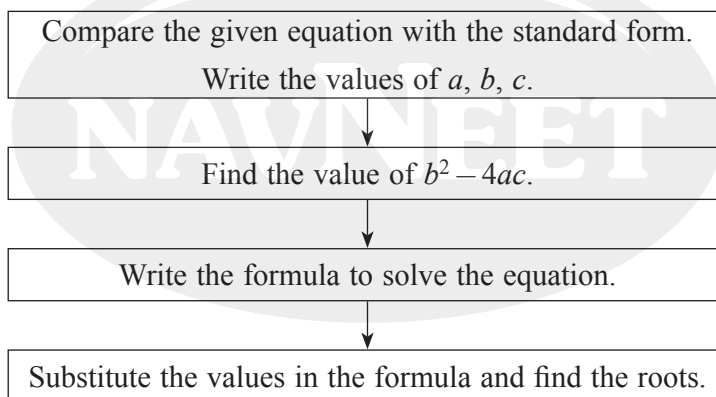 Compare the given equation with the standard form.
Write the values of a, b, c.
NAVNEET
Find the value of b² – 4ac.
Write the formula to solve the equation.
Substitute the values in the formula and find the roots.